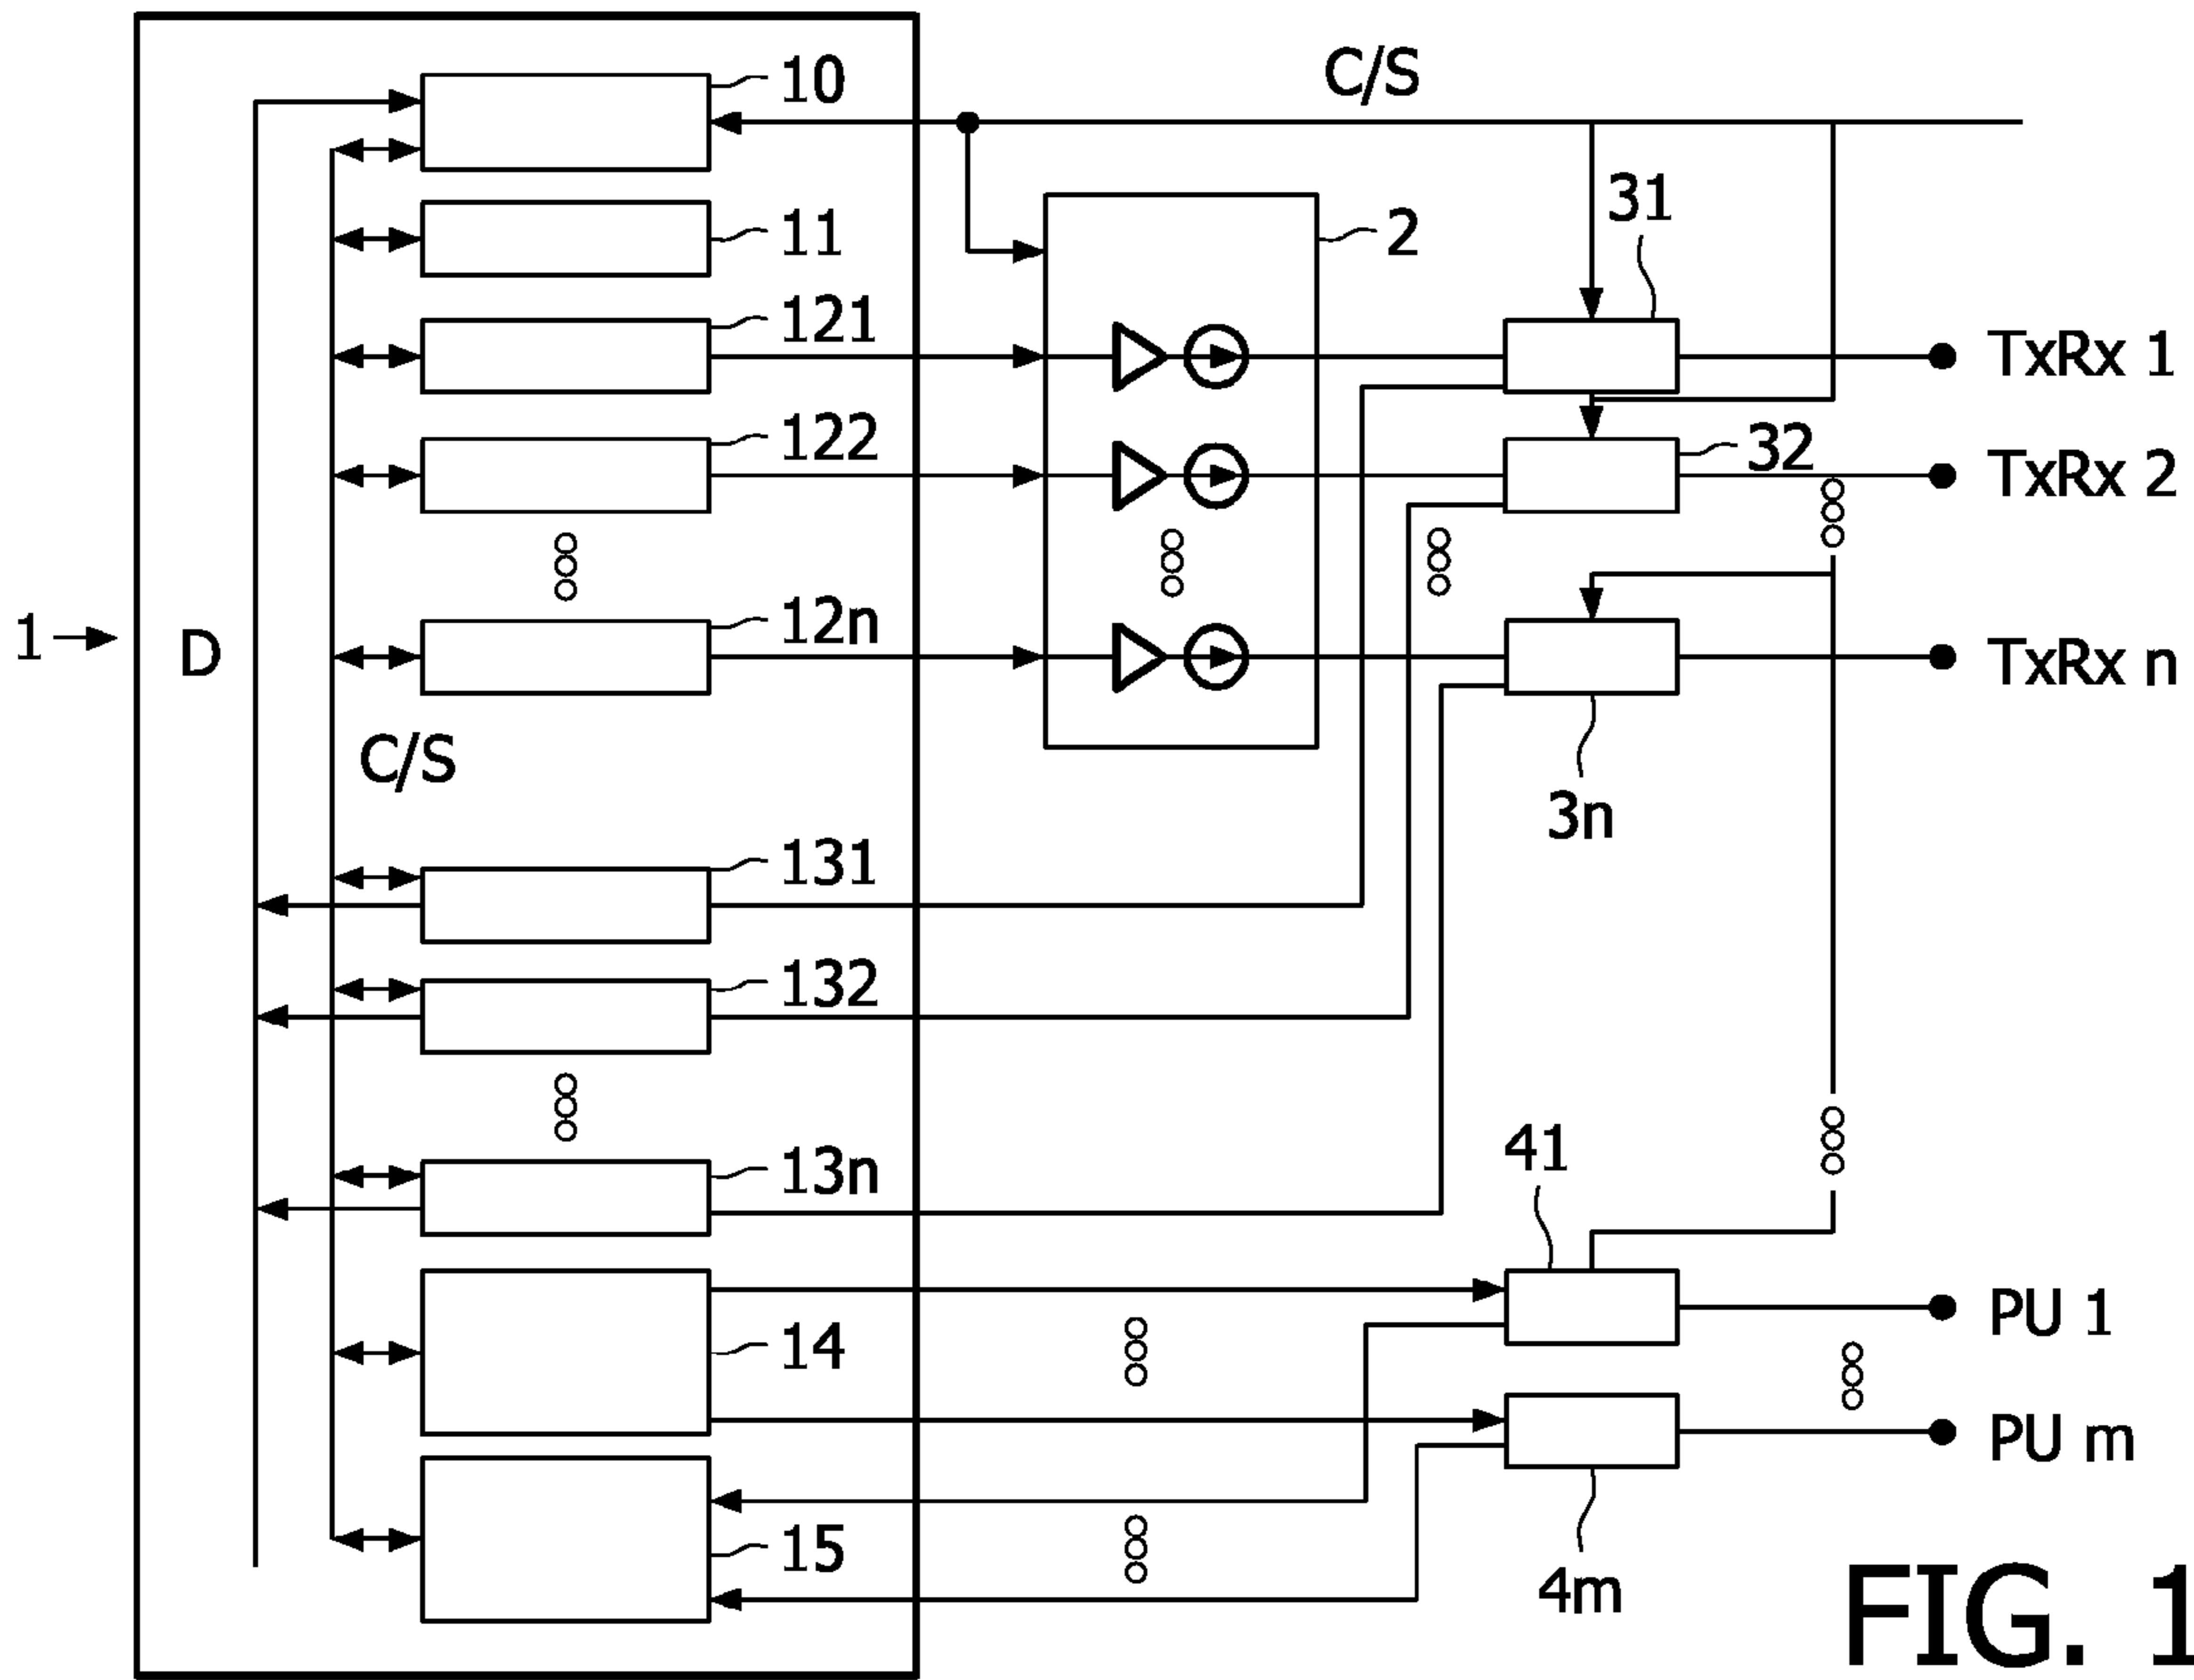 C/S
10
31
11
2
121
TxRx 1
122
32
TxRx 2
12n
1
D
TxRx n
C/S
3n
131
132
41
13n
PU 1
14
PU m
15
4m
FIG. 1